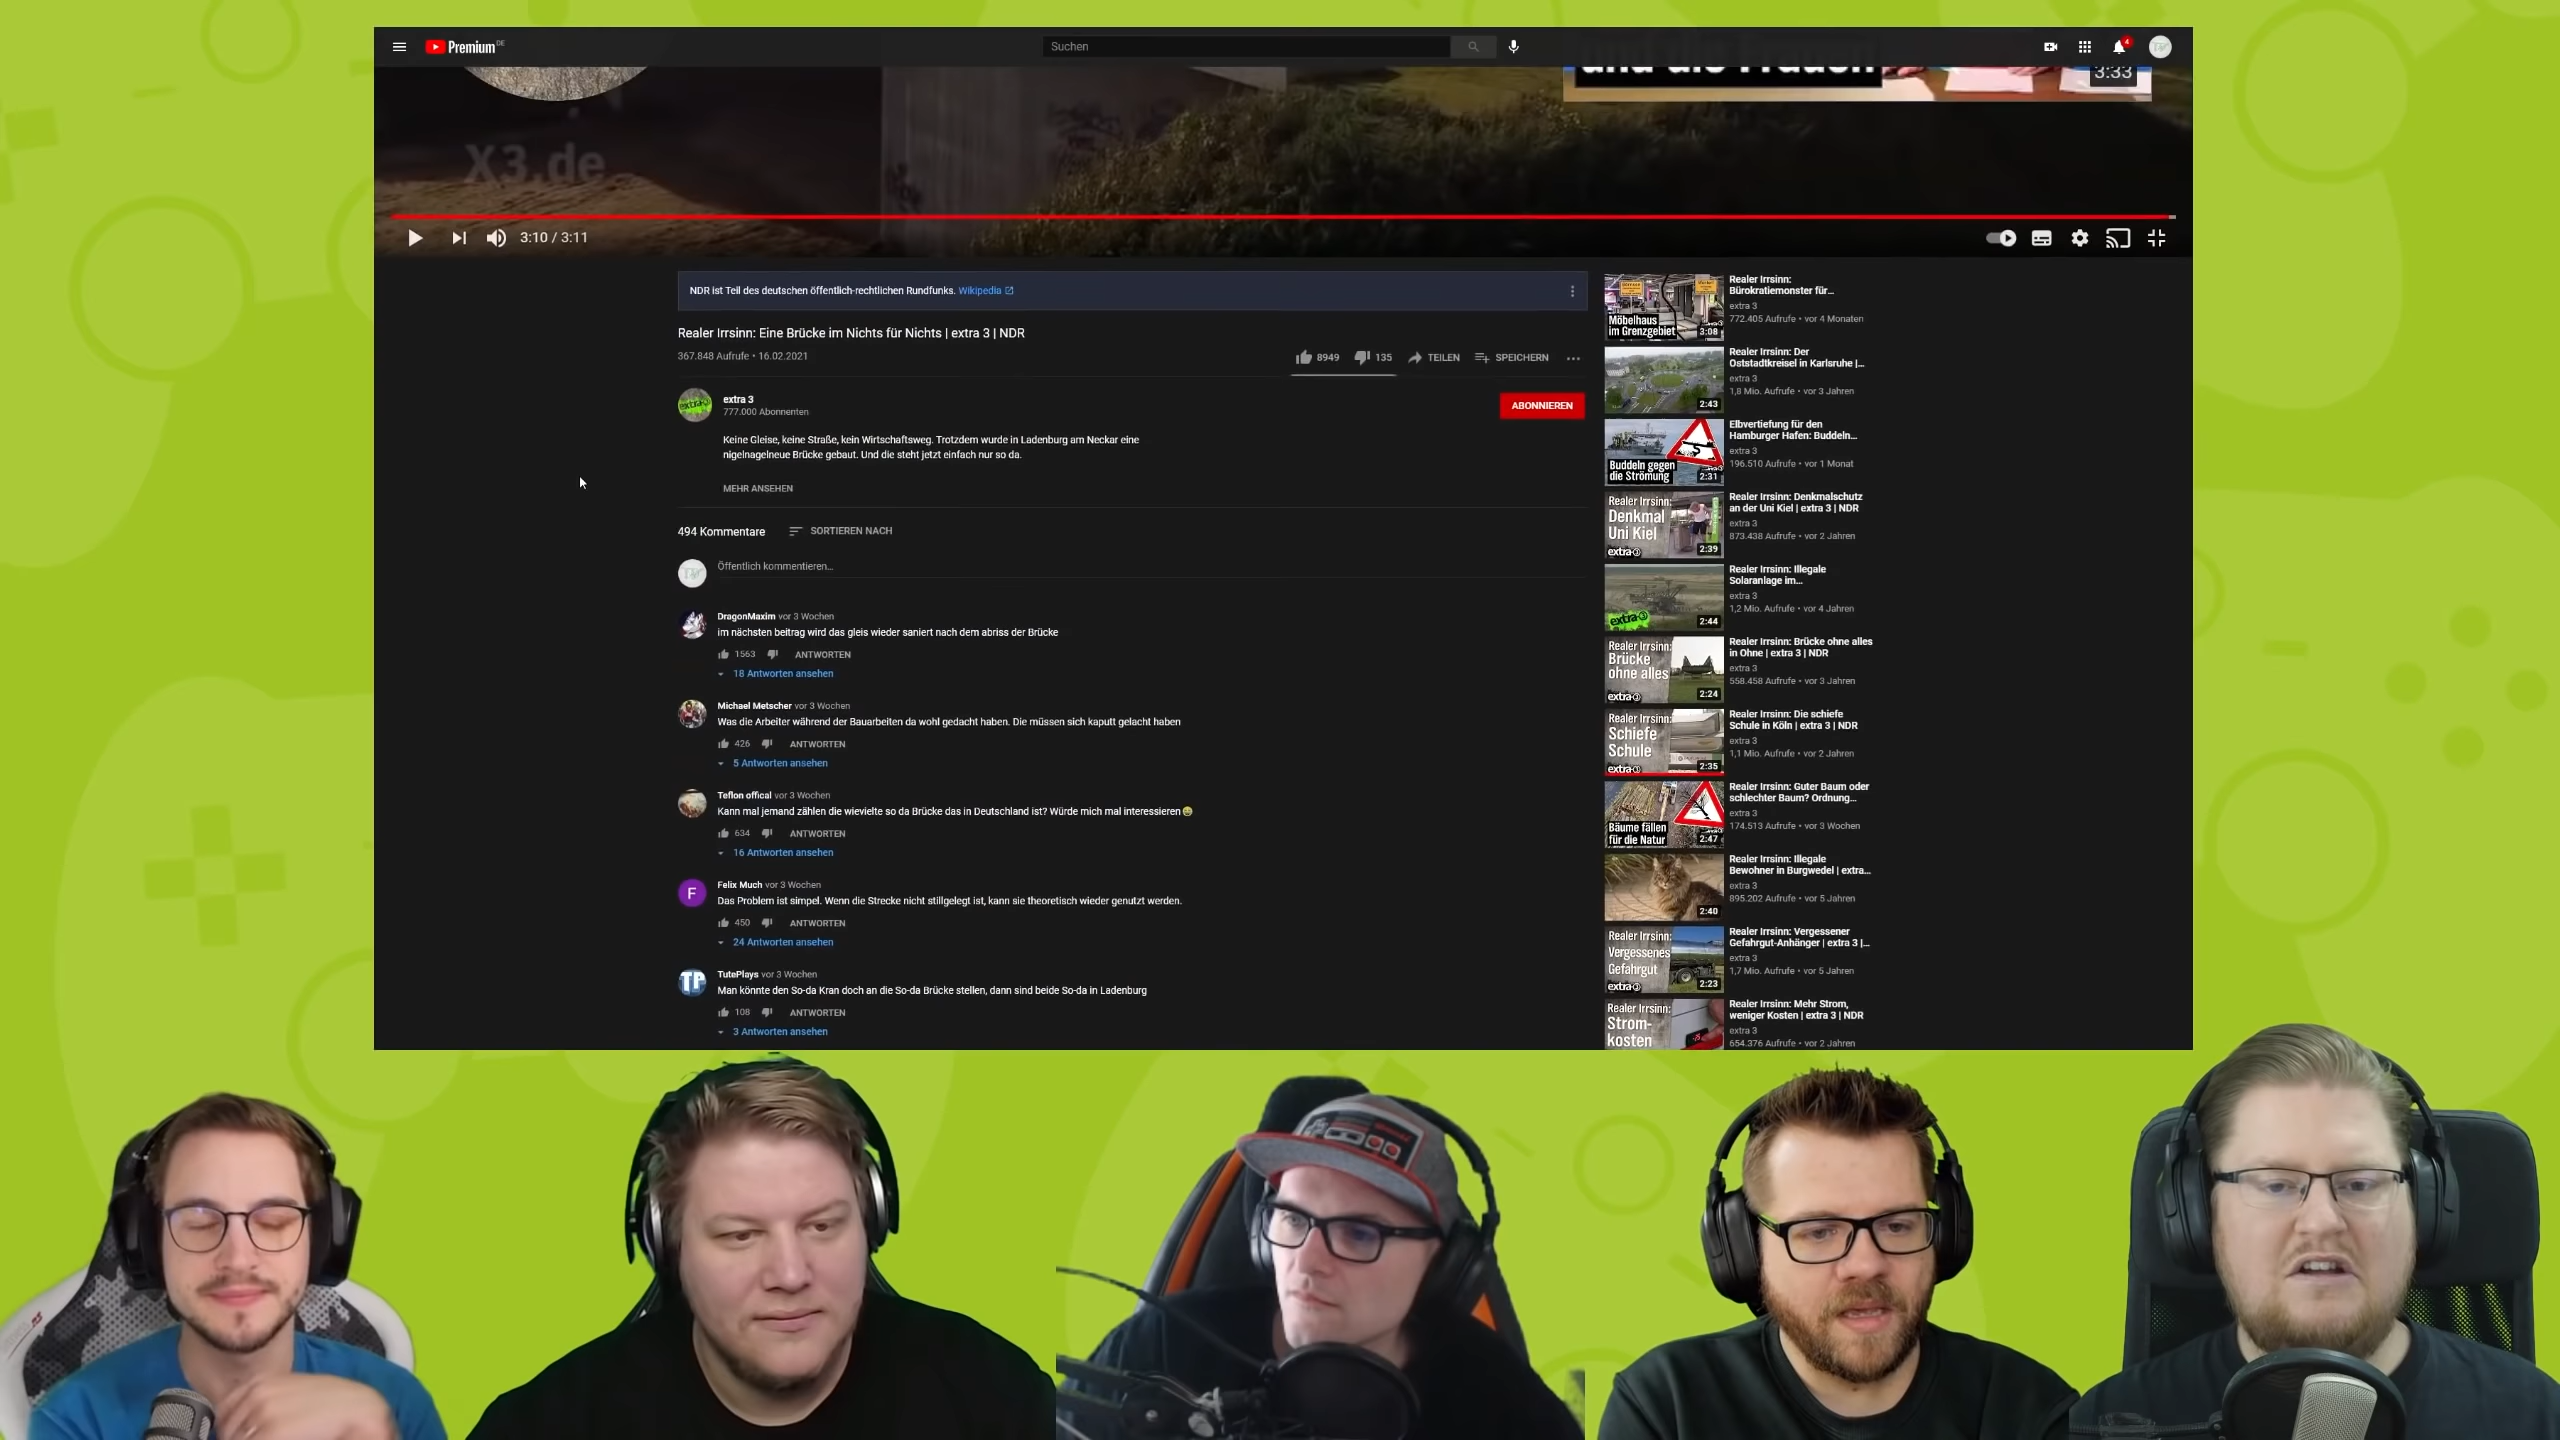 Premium DE
Suchen
4
und die Frauen
3:33
X3.de
3:10 / 3:11
NDR ist Teil des deutschen öffentlich-rechtlichen Rundfunks. Wikipedia
Realer Irrsinn: Eine Brücke im Nichts für Nichts | extra 3 | NDR
367.848 Aufrufe • 16.02.2021
8949 135 TEILEN SPEICHERN
extra 3
777.000 Abonnenten
ABONNIEREN
Keine Gleise, keine Straße, kein Wirtschaftsweg. Trotzdem wurde in Ladenburg am Neckar eine
nigelnagelneue Brücke gebaut. Und die steht jetzt einfach nur so da.
MEHR ANSEHEN
494 Kommentare SORTIEREN NACH
Öffentlich kommentieren...
DragonMaxim vor 3 Wochen
im nächsten beitrag wird das gleis wieder saniert nach dem abriss der Brücke
1563 ANTWORTEN
18 Antworten ansehen
Michael Metscher vor 3 Wochen
Was die Arbeiter während der Bauarbeiten da wohl gedacht haben. Die müssen sich kaputt gelacht haben
426 ANTWORTEN
5 Antworten ansehen
Teflon offical vor 3 Wochen
Kann mal jemand zählen die wievielte so da Brücke das in Deutschland ist? Würde mich mal interessieren
634 ANTWORTEN
16 Antworten ansehen
F
Felix Much vor 3 Wochen
Das Problem ist simpel. Wenn die Strecke nicht stillgelegt ist, kann sie theoretisch wieder genutzt werden.
450 ANTWORTEN
24 Antworten ansehen
TP
TutePlays vor 3 Wochen
Man könnte den So-da Kran doch an die So-da Brücke stellen, dann sind beide So-da in Ladenburg
108 ANTWORTEN
3 Antworten ansehen
Möbelhaus
im Grenzgebiet
3:08
Realer Irrsinn:
Bürokratiemonster für...
extra 3
772.405 Aufrufe • vor 4 Monaten
2:43
Realer Irrsinn: Der
Oststadtkreisel in Karlsruhe |...
extra 3
1,8 Mio. Aufrufe • vor 3 Jahren
Buddeln gegen
die Strömung
2:31
Elbvertiefung für den
Hamburger Hafen: Buddeln...
extra 3
196.510 Aufrufe • vor 1 Monat
Realer Irrsinn:
Denkmal
Uni Kiel
extra 3
2:39
Realer Irrsinn: Denkmalschutz
an der Uni Kiel | extra 3 | NDR
extra 3
873.438 Aufrufe • vor 2 Jahren
extra 3
2:44
Realer Irrsinn: Illegale
Solaranlage im...
extra 3
1,2 Mio. Aufrufe • vor 4 Jahren
Realer Irrsinn:
Brücke
ohne alles
extra 3
2:24
Realer Irrsinn: Brücke ohne alles
in Ohne | extra 3 | NDR
extra 3
558.458 Aufrufe • vor 3 Jahren
Realer Irrsinn:
Schiefe
Schule
extra 3
2:35
Realer Irrsinn: Die schiefe
Schule in Köln | extra 3 | NDR
extra 3
1,1 Mio. Aufrufe • vor 2 Jahren
Bäume fällen
für die Natur
2:47
Realer Irrsinn: Guter Baum oder
schlechter Baum? Ordnung...
extra 3
174.513 Aufrufe • vor 3 Wochen
2:40
Realer Irrsinn: Illegale
Bewohner in Burgwedel | extra...
extra 3
895.202 Aufrufe • vor 5 Jahren
Realer Irrsinn:
Vergessenes
Gefahrgut
extra 3
2:23
Realer Irrsinn: Vergessener
Gefahrgut-Anhänger | extra 3 |...
extra 3
1,7 Mio. Aufrufe • vor 5 Jahren
Realer Irrsinn:
Strom-
kosten
Realer Irrsinn: Mehr Strom,
weniger Kosten | extra 3 | NDR
extra 3
654.376 Aufrufe • vor 2 Jahren